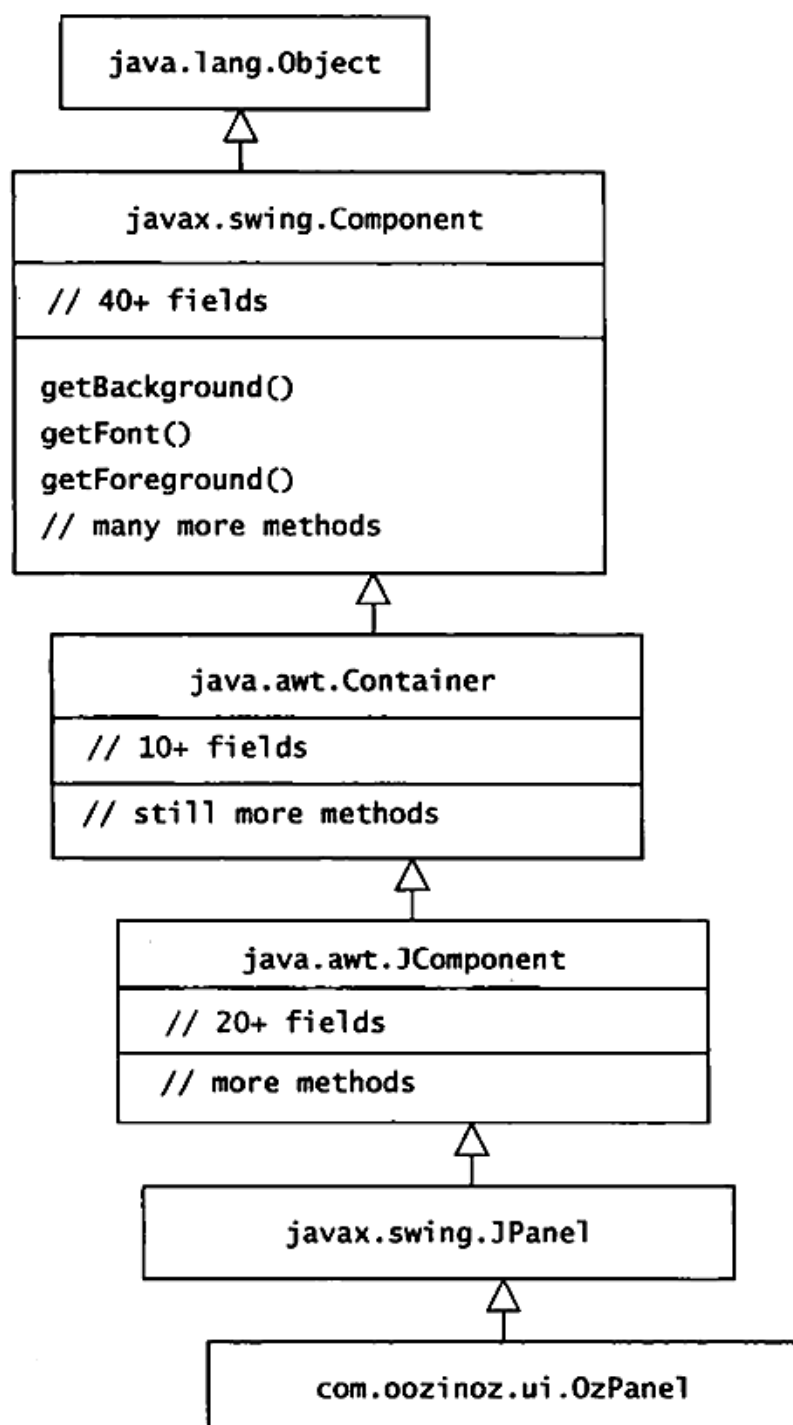 java.lang.Object
javax.swing.Component
// 40+ fields
getBackground()
getFont()
getForeground()
// many more methods
java.awt.Container
// 10+ fields
// still more methods
java.awt.JComponent
// 20+ fields
// more methods
javax.swing.JPanel
com.oozinoz.ui.OzPanel